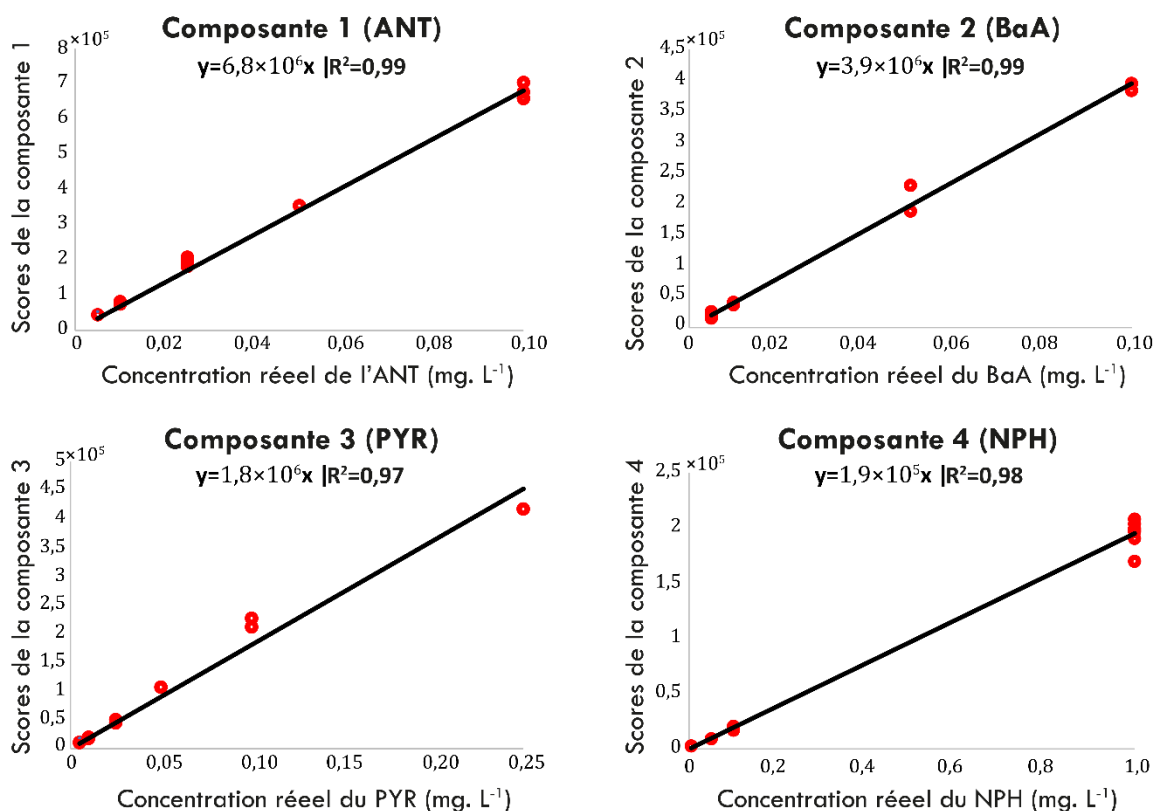 Composante 1 (ANT)
y=6,8×10⁶x |R²=0,99
×10⁵
Scores de la composante 1
8
7
6
5
4
3
2
1
0
0 0,02 0,04 0,06 0,08 0,10
Concentration réeel de l'ANT (mg. L⁻¹)
Composante 2 (BaA)
y=3,9×10⁶x |R²=0,99
×10⁵
Scores de la composante 2
4,5
4
3,5
3
2,5
2
1,5
1
0,5
0
0 0,02 0,04 0,06 0,08 0,10
Concentration réeel du BaA (mg. L⁻¹)
Composante 3 (PYR)
y=1,8×10⁶x |R²=0,97
×10⁵
Scores de la composante 3
5
4,5
4
3,5
3
2,5
2
1,5
1
0,5
0
0 0,05 0,10 0,15 0,20 0,25
Concentration réeel du PYR (mg. L⁻¹)
Composante 4 (NPH)
y=1,9×10⁵x |R²=0,98
×10⁵
Scores de la composante 4
2,5
2
1,5
1
0,5
0
0 0,2 0,4 0,6 0,8 1,0
Concentration réeel du NPH (mg. L⁻¹)